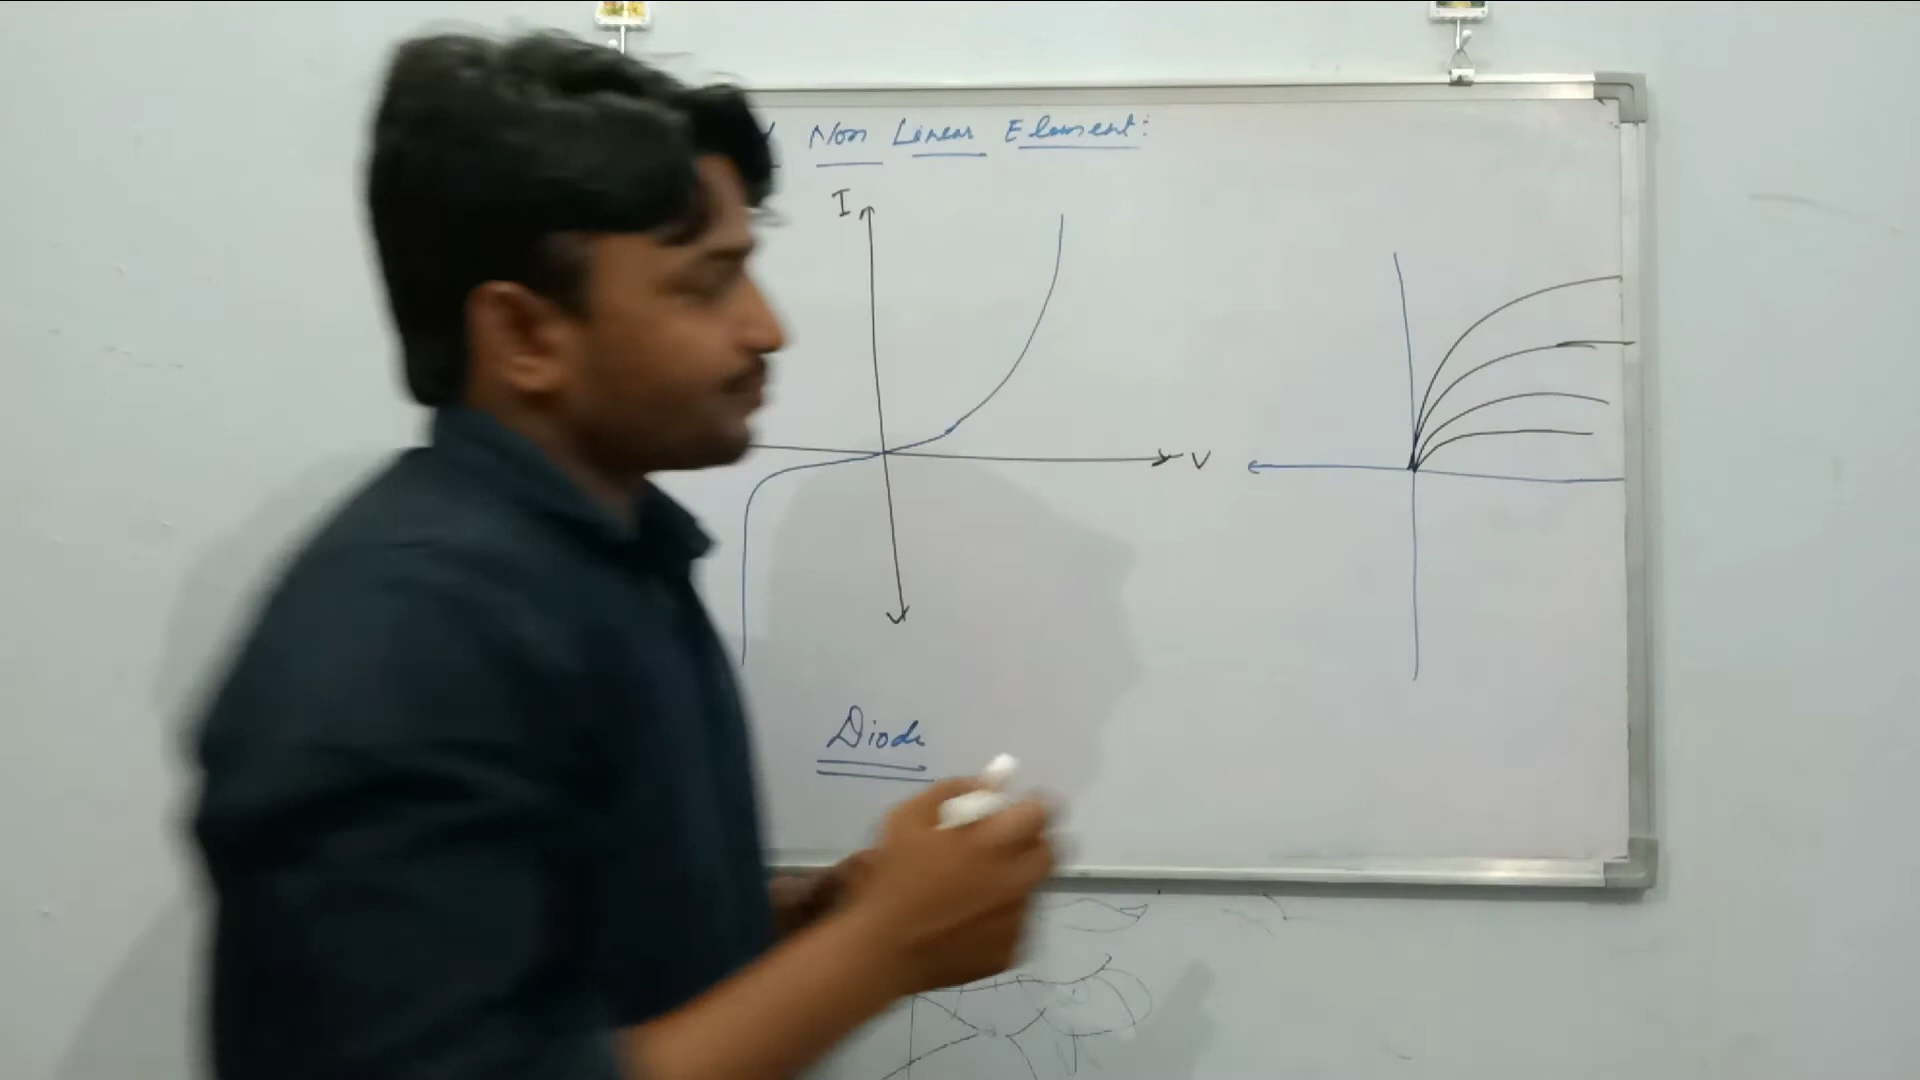 Non Linear Element:
I
V
Diode